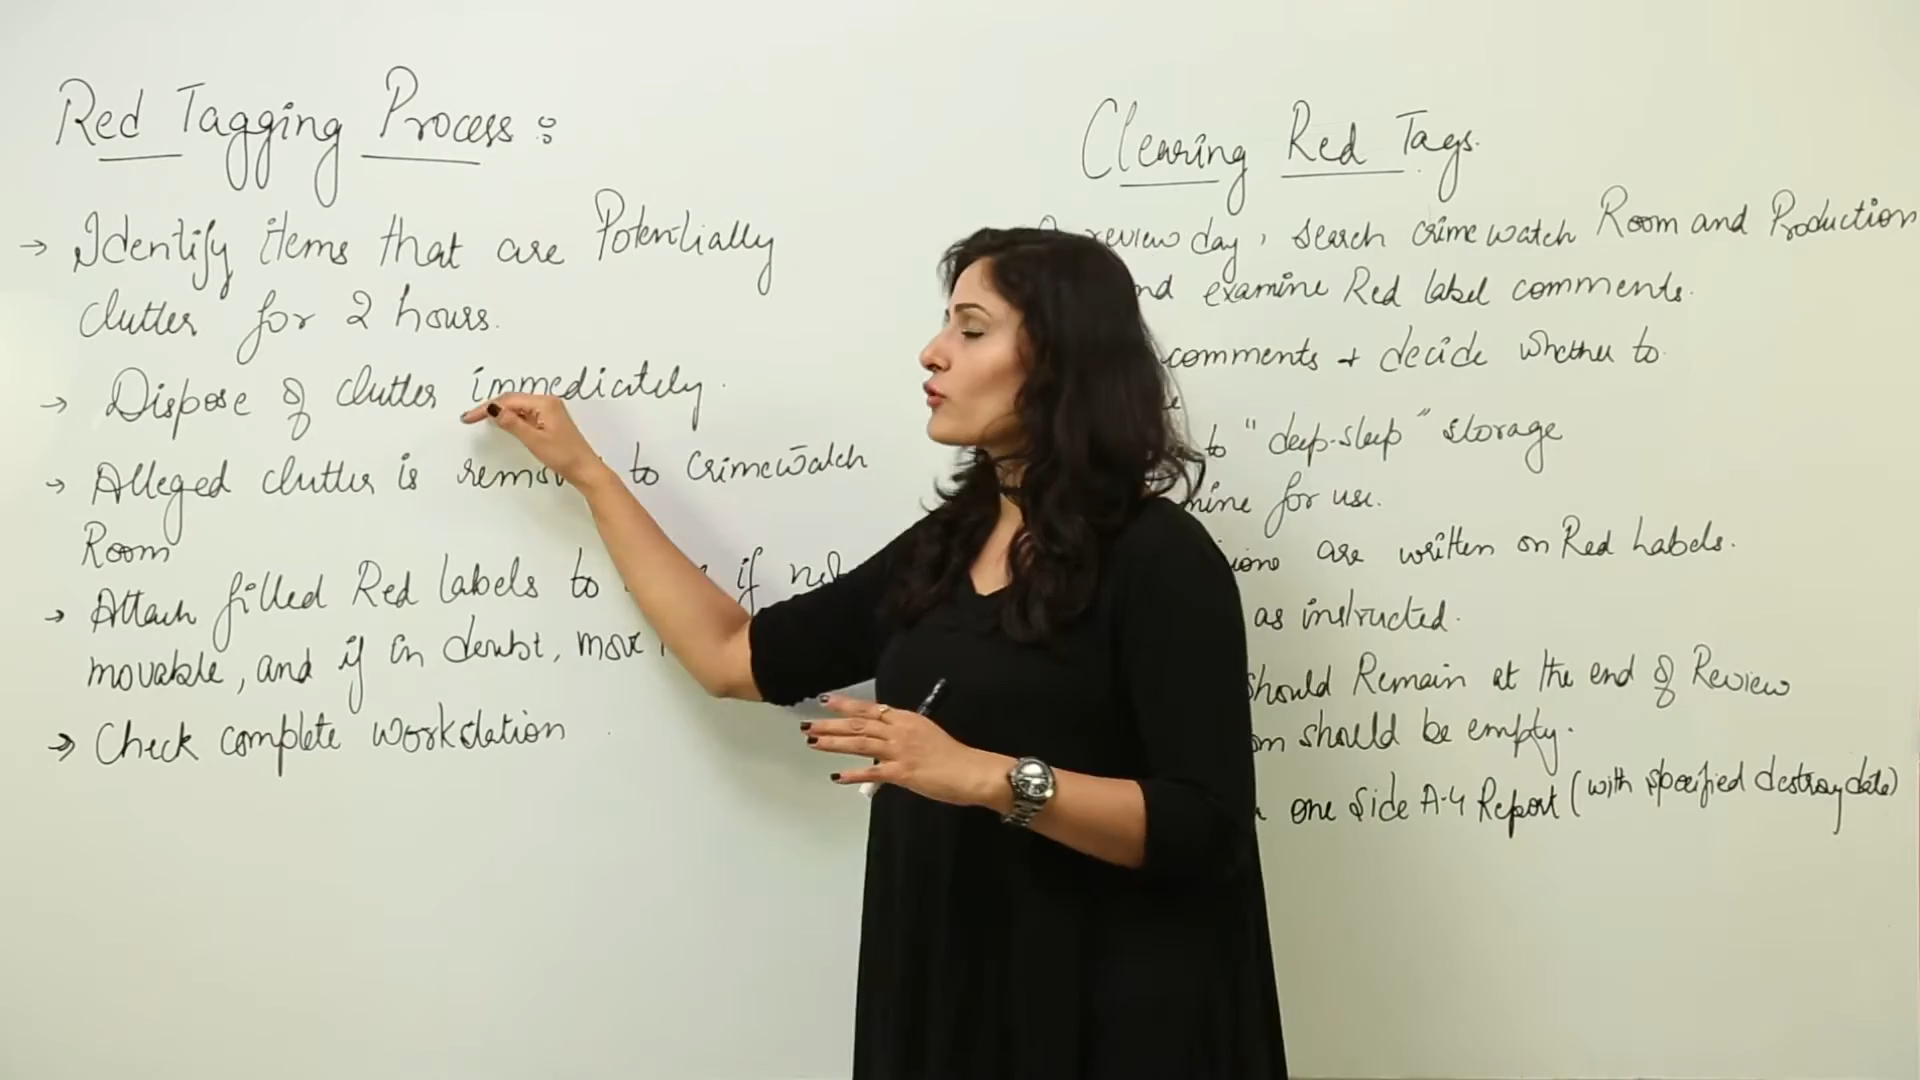 Red Tagging Process :
→ Identify items that are Potentially
clutter for 2 hours.
→ Dispose of clutter immediately.
→ Alleged clutter is to crimewatch
Room
→ Attach filled Red labels to if not
movable, and if in doubt, move
→ Check complete workstation
Clearing Red Tags.
review day, search crimewatch Room and Production
examine Red label comments.
comments + decide whether to
to "deep-sleep" storage
for use.
are written on Red Labels.
as instructed.
should Remain at the end of Review
should be empty.
one side A-4 Report (with specified destroy date)